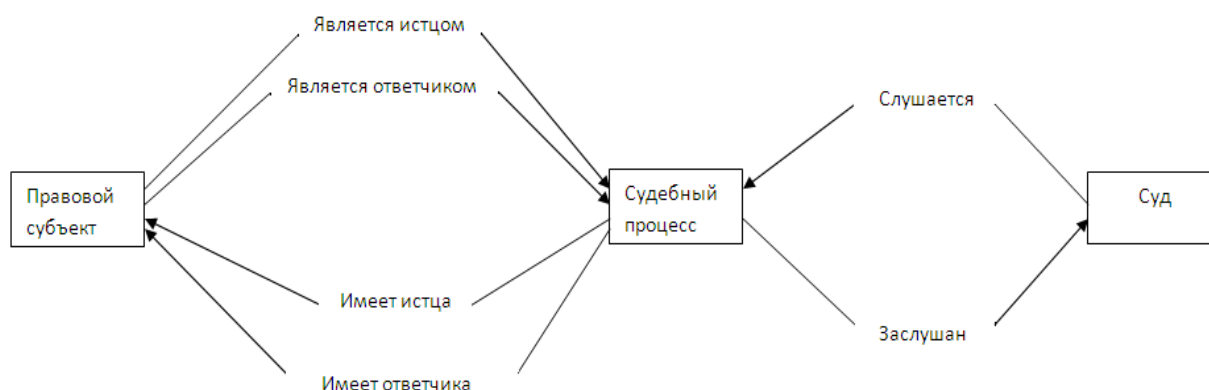 Является истцом
Является ответчиком
Слушается
Правовой
субъект
Судебный
процесс
Суд
Имеет истца
Заслушан
Имеет ответчика